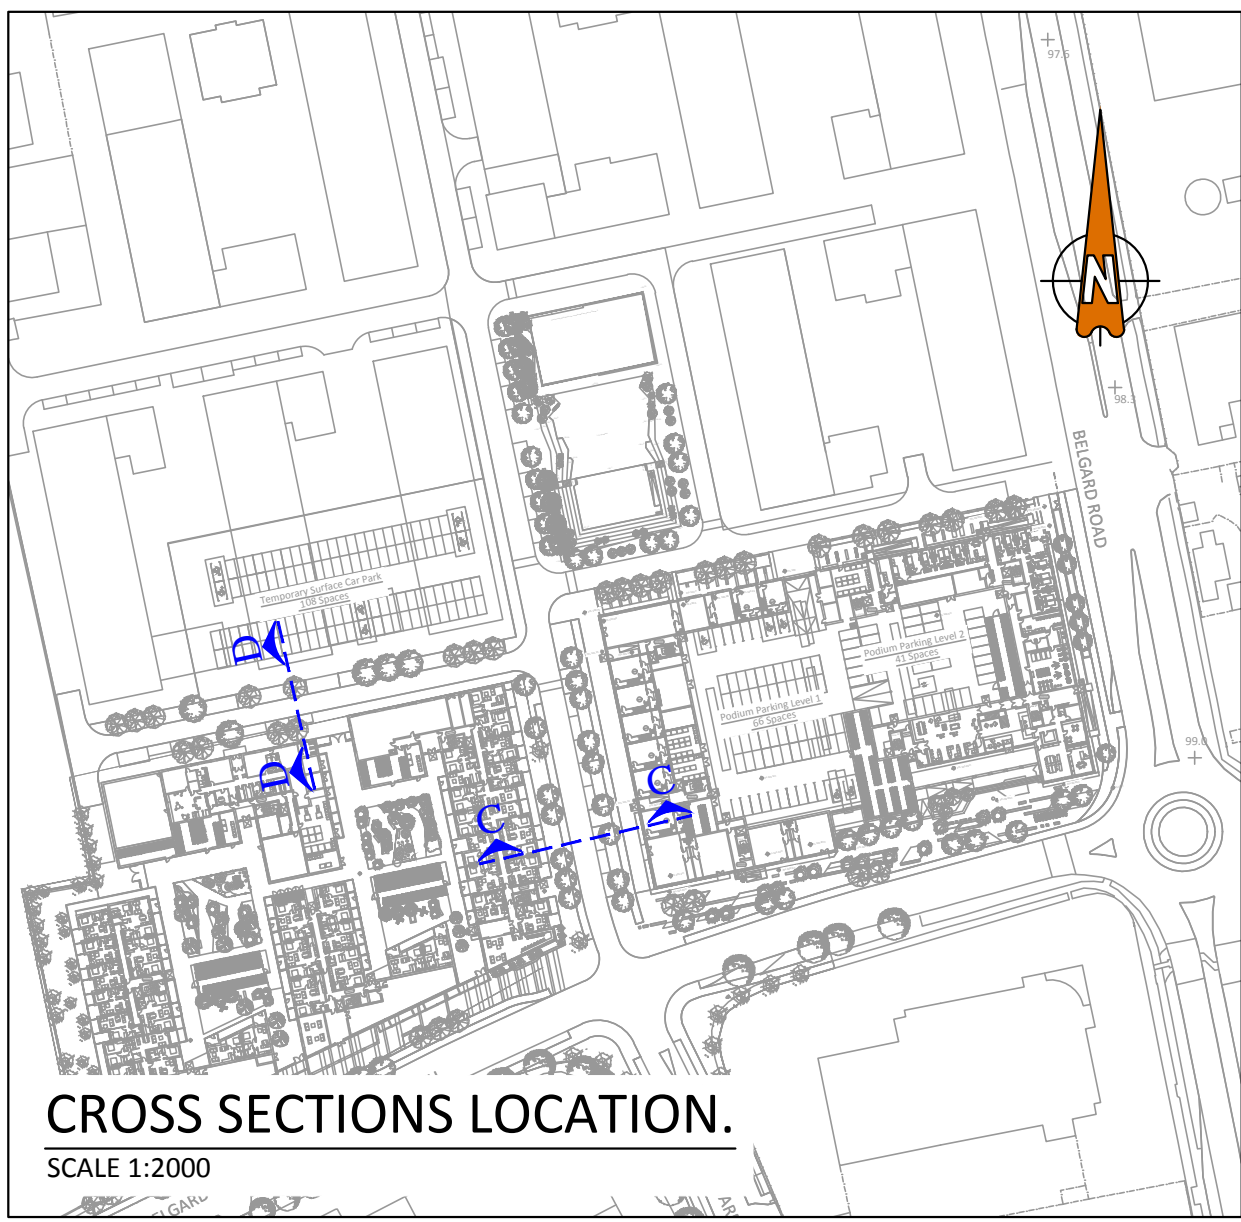 97.5
N
98.3
BELGARD ROAD
Temporary Surface Car Park
108 Spaces
D
Podium Parking Level 2
41 Spaces
Podium Parking Level 1
66 Spaces
99.0
D
C
C
CROSS SECTIONS LOCATION.
SCALE 1:2000